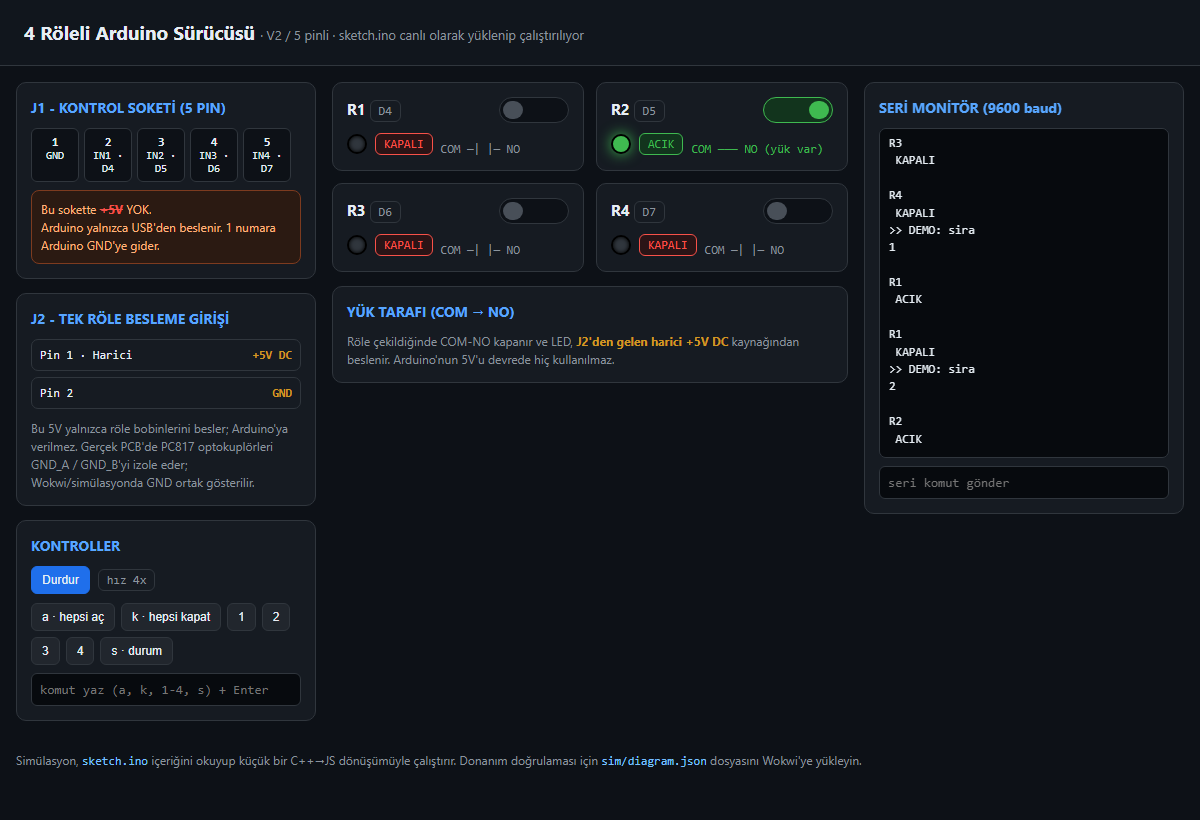 4 Röleli Arduino Sürücüsü · V2 / 5 pinli · sketch.ino canlı olarak yüklenip çalıştırılıyor
J1 - KONTROL SOKETİ (5 PIN)
1
GND
2
IN1 ·
D4
3
IN2 ·
D5
4
IN3 ·
D6
5
IN4 ·
D7
Bu sokette +5V YOK.
Arduino yalnızca USB'den beslenir. 1 numara
Arduino GND'ye gider.
J2 - TEK RÖLE BESLEME GİRİŞİ
Pin 1 · Harici +5V DC
Pin 2 GND
Bu 5V yalnızca röle bobinlerini besler; Arduino'ya
verilmez. Gerçek PCB'de PC817 optokuplörleri
GND_A / GND_B'yi izole eder;
Wokwi/simülasyonda GND ortak gösterilir.
KONTROLLER
Durdur hız 4x
a · hepsi aç k · hepsi kapat 1 2
3 4 s · durum
komut yaz (a, k, 1-4, s) + Enter
R1 D4
KAPALI COM —| |— NO
R2 D5
ACIK COM —— NO (yük var)
R3 D6
KAPALI COM —| |— NO
R4 D7
KAPALI COM —| |— NO
YÜK TARAFI (COM → NO)
Röle çekildiğinde COM-NO kapanır ve LED, J2'den gelen harici +5V DC kaynağından
beslenir. Arduino'nun 5V'u devrede hiç kullanılmaz.
SERİ MONİTÖR (9600 baud)
R3
KAPALI
R4
KAPALI
>> DEMO: sira
1
R1
ACIK
R1
KAPALI
>> DEMO: sira
2
R2
ACIK
seri komut gönder
Simülasyon, sketch.ino içeriğini okuyup küçük bir C++→JS dönüşümüyle çalıştırır. Donanım doğrulaması için sim/diagram.json dosyasını Wokwi'ye yükleyin.